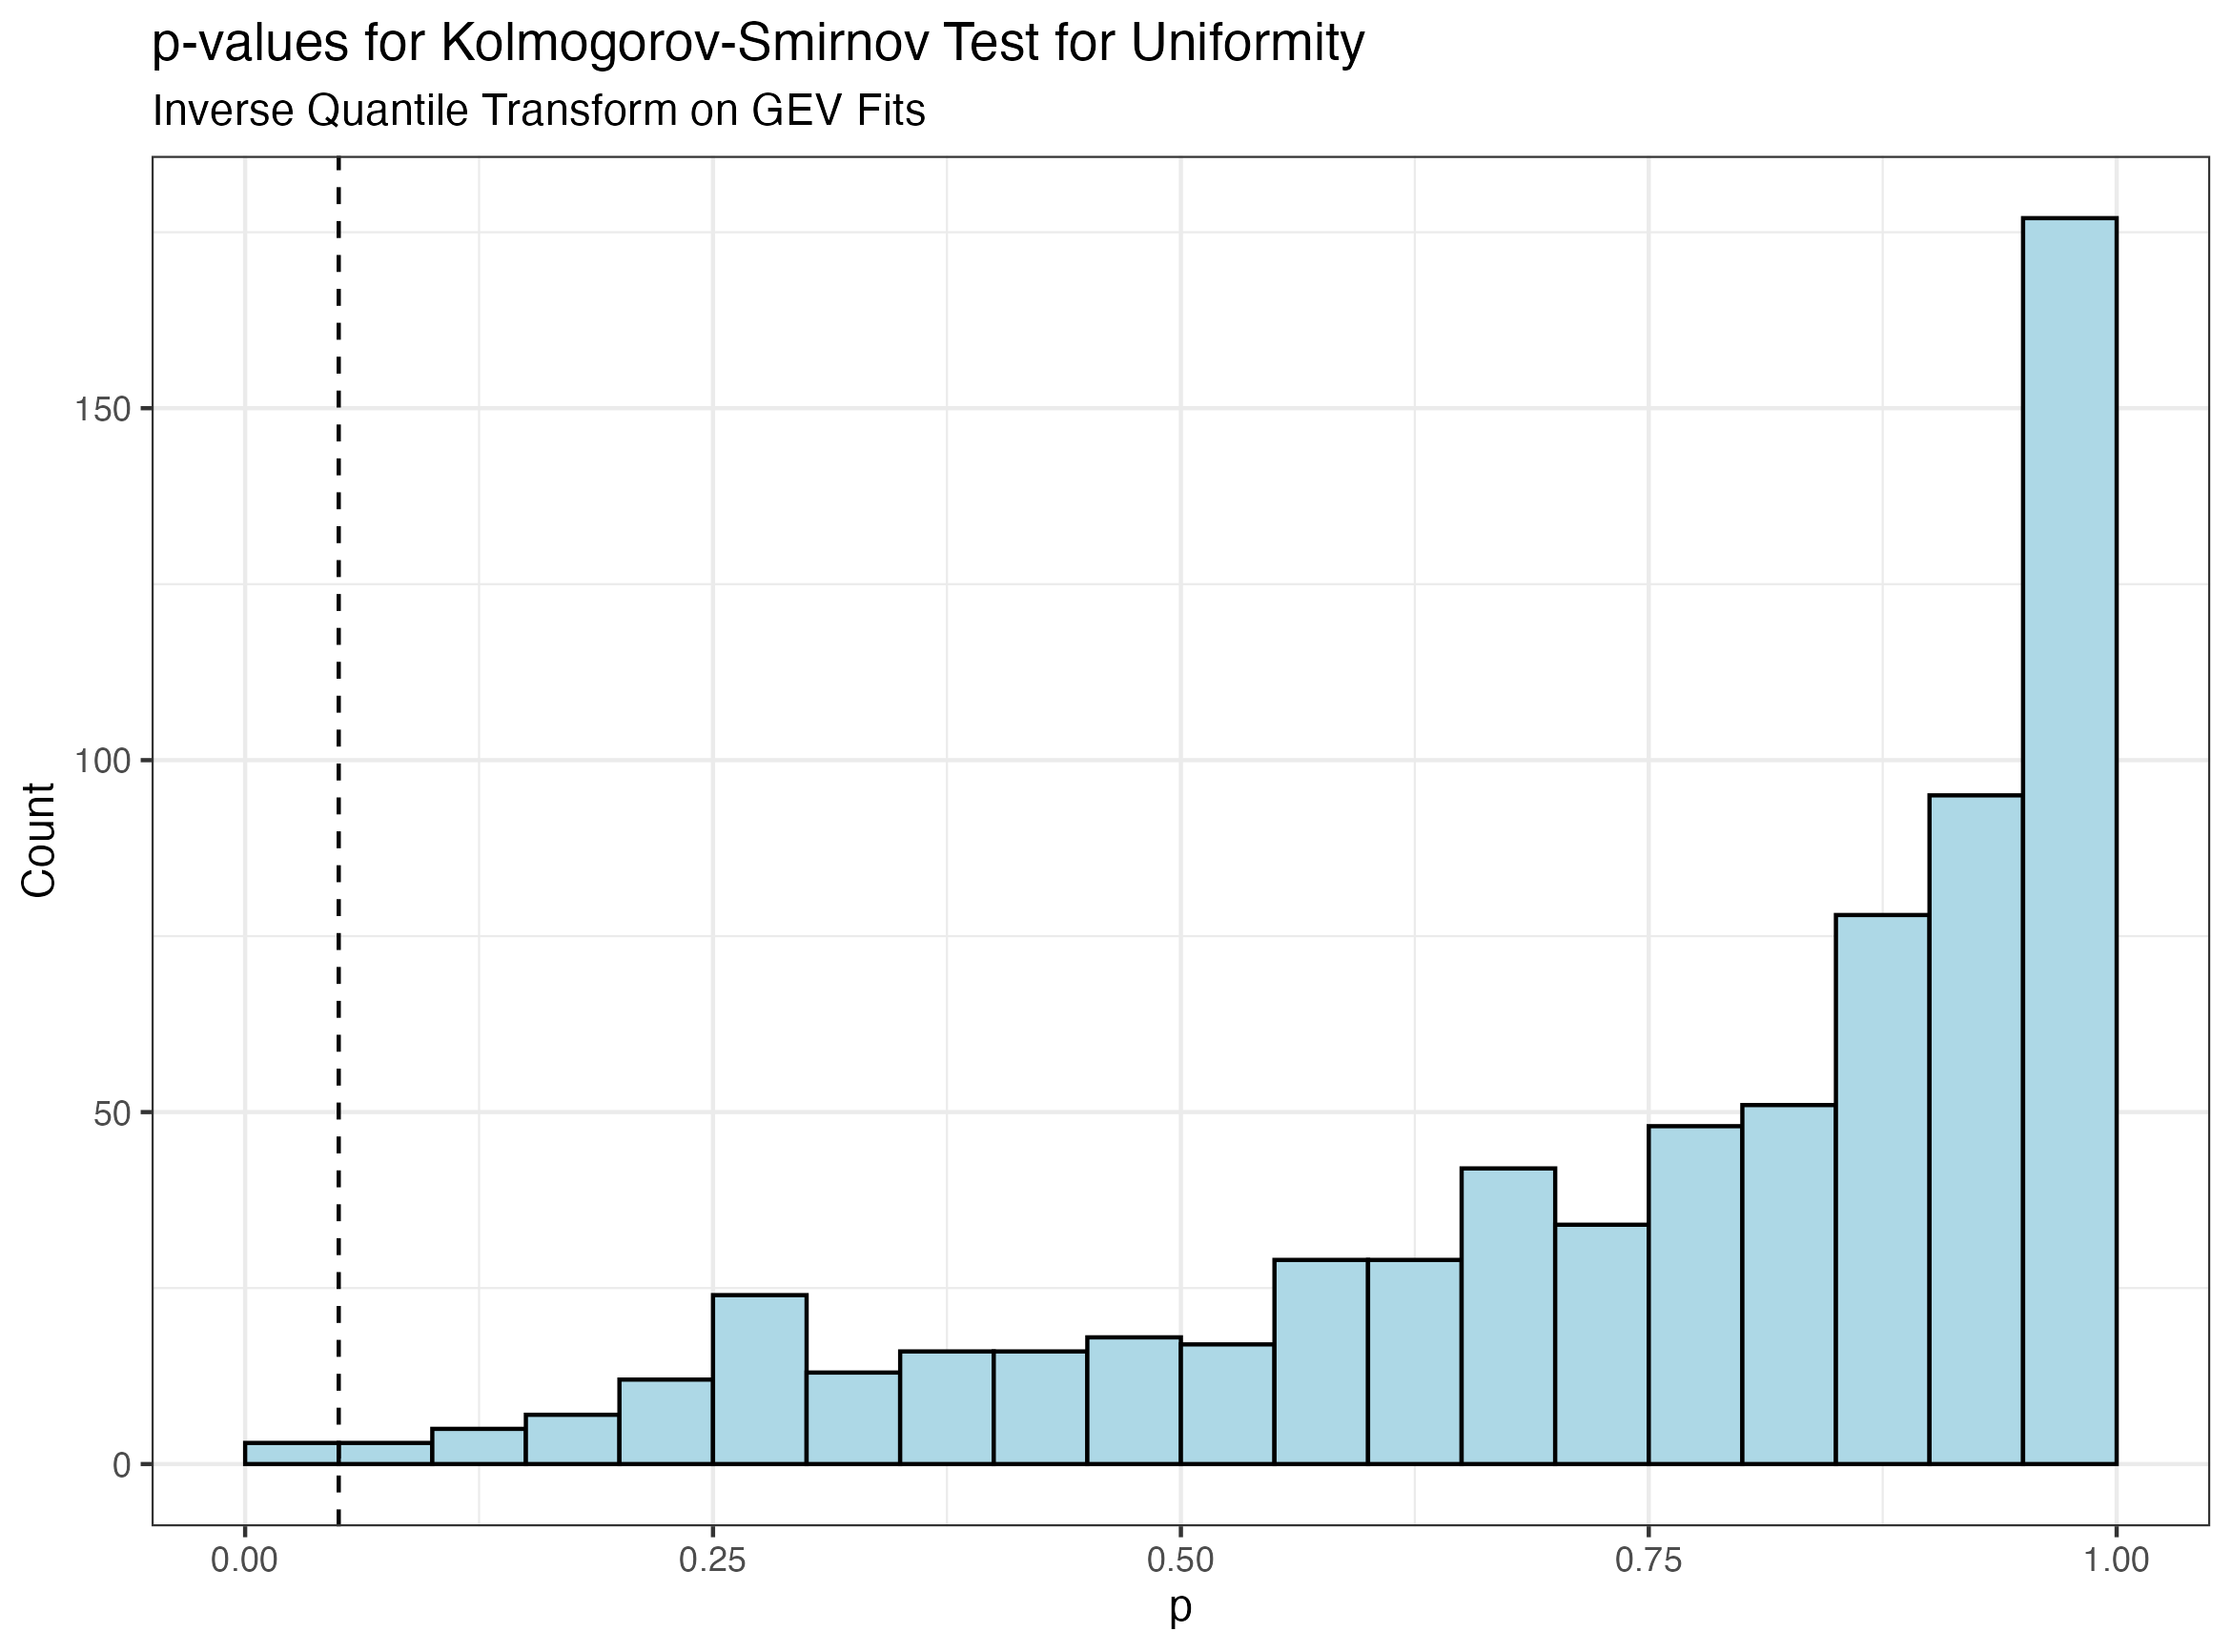 p-values for Kolmogorov-Smirnov Test for Uniformity
Inverse Quantile Transform on GEV Fits
150
100
50
0
Count
0.00 0.25 0.50 0.75 1.00
p